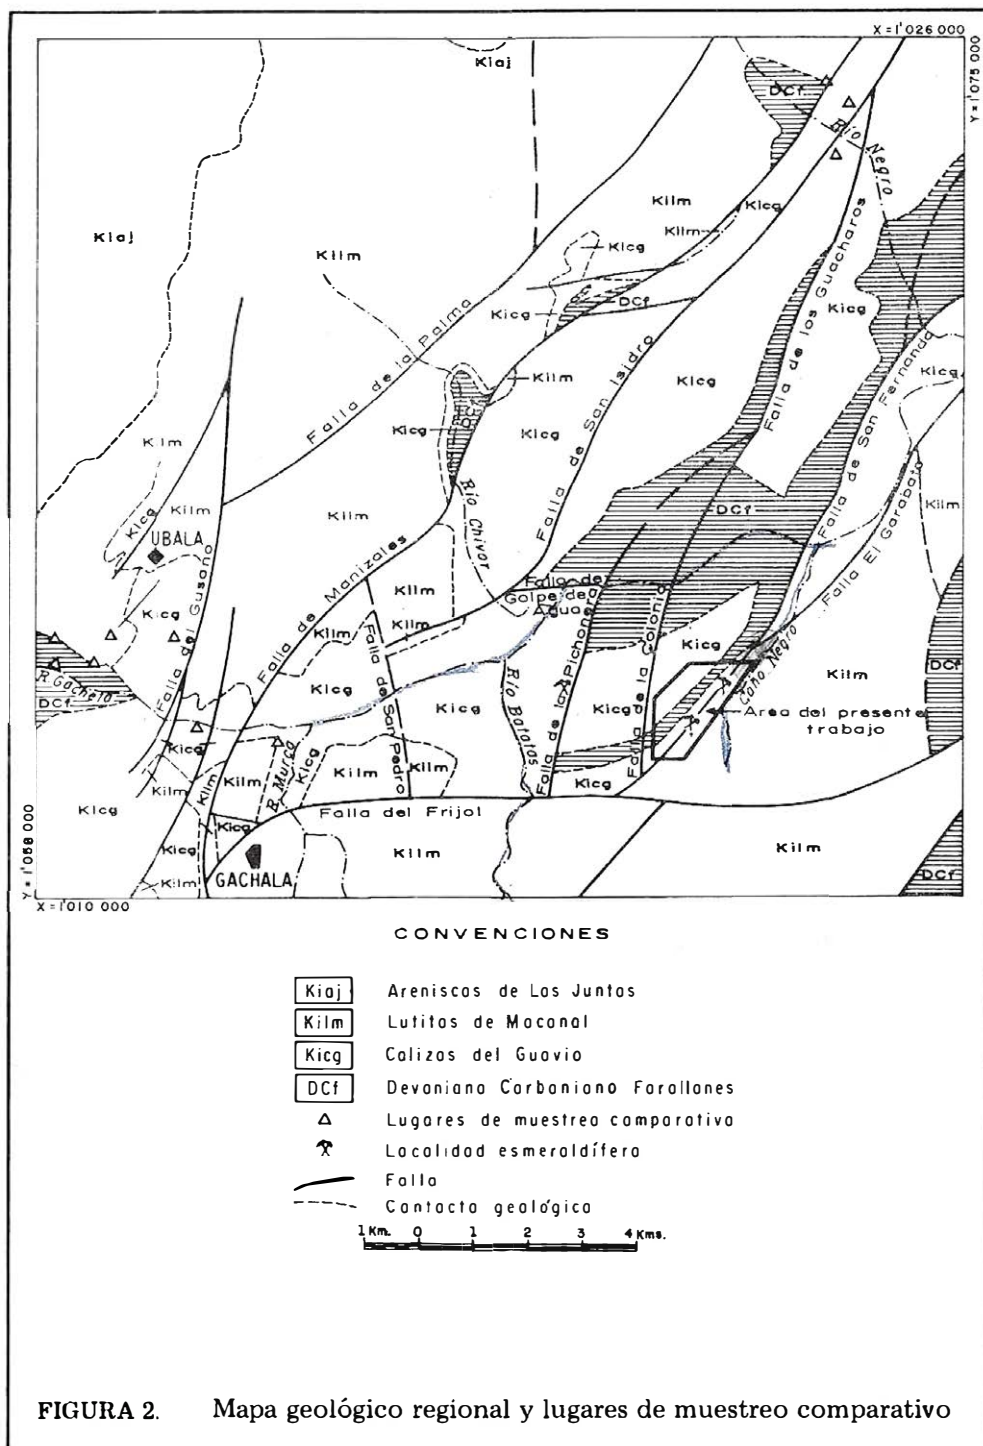 X = 1'026 000
Y = 1'075 000
Kiaj
DCf
Río Negro
Kilm
Kicg
Kiaj
Kilm
Kicg
Kilm
DCf
Kicg
Kicg
Falla de la Palma
Falla de San Isidro
Falla de los Guacharos
Falla de San Fernando
Kicg
Kilm
Kicg
Kicg
Kicg
Kilm
Kicg
Kilm
UBALA
Kilm
Río Chivor
DCf
Kilm
Falla El Garabato
Falla de Manizales
Falla del Gusano
Kicg
Kilm
Falla de Golpe de Agua
Kilm
Kilm
Falla de San Pedro
Falla de la Pichonera
Falla de la Colonia
Kicg
Caño Negro
Kilm
DCf
R. Gacheta
DCf
Kicg
Kicg
Río Batatas
Kicg
Area del presente
trabajo
Kicg
Kilm
Kilm
Kilm
R. Murca
Kicg
Kilm
Kilm
Kicg
Kicg
Kicg
Falla del Frijol
Kicg
Kilm
GACHALA
Kilm
Kilm
DCf
Y = 1'058 000
X = 1'010 000
CONVENCIONES
Kiaj Areniscas de Las Juntas
Kilm Lutitas de Macanal
Kicg Calizas del Guavio
DCf Devoniano Carboniano Farallones
Lugares de muestreo comparativo
Localidad esmeraldífera
Falla
Contacto geológico
1 Km. 0 1 2 3 4 Kms.
FIGURA 2. Mapa geológico regional y lugares de muestreo comparativo